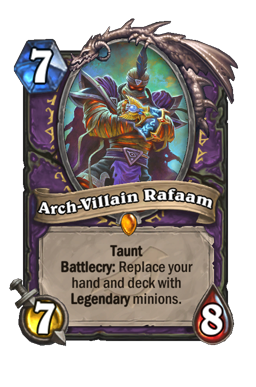 7
Arch-Villain Rafaam
Taunt
Battlecry: Replace your
hand and deck with
Legendary minions.
7
8